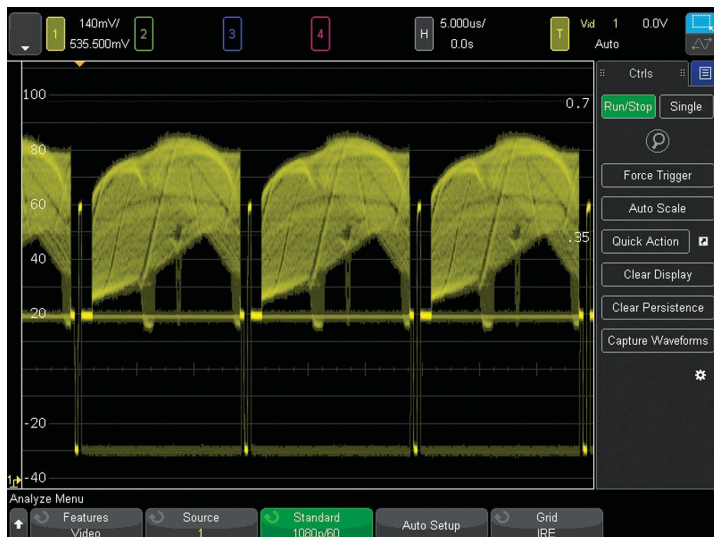 1
140mV/
535.500mV
2
3
4
H
5.000us/
0.0s
T
Vid 1 0.0V
Auto
Ctrls
100
0.7
Run/Stop
Single
80
Force Trigger
60
Auto Scale
.35
Quick Action
40
Clear Display
20
Clear Persistence
Capture Waveforms
-20
-40
1
Analyze Menu
Features
Video
Source
1
Standard
1080p/60
Auto Setup
Grid
IRE